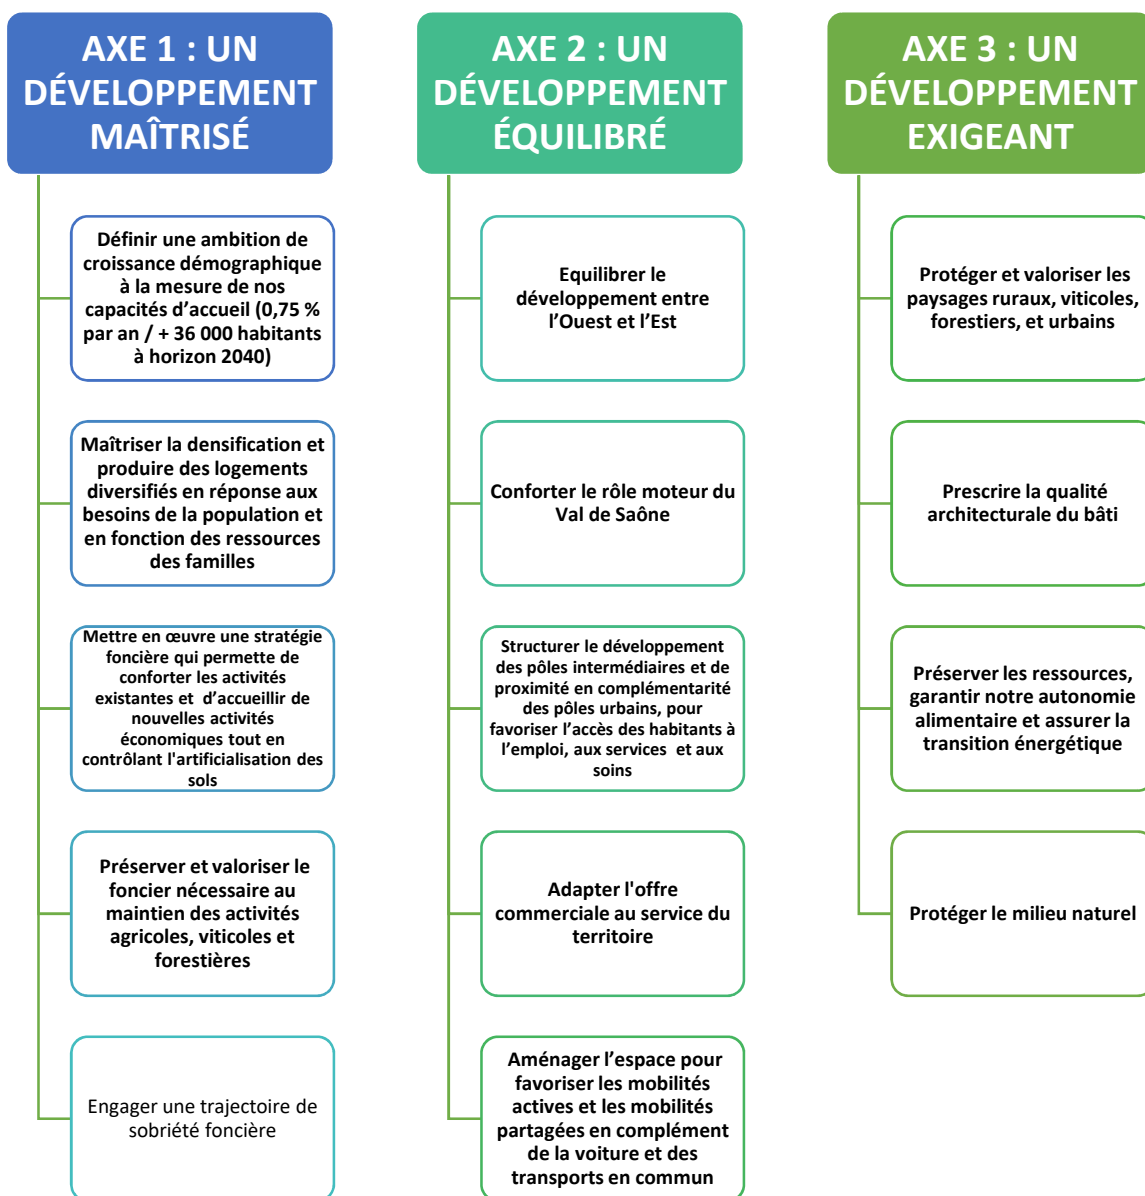 AXE 1 : UN
DÉVELOPPEMENT
MAÎTRISÉ
Définir une ambition de
croissance démographique
à la mesure de nos
capacités d’accueil (0,75 %
par an / + 36 000 habitants
à horizon 2040)
Maîtriser la densification et
produire des logements
diversifiés en réponse aux
besoins de la population et
en fonction des ressources
des familles
Mettre en œuvre une stratégie
foncière qui permette de
conforter les activités
existantes et d’accueillir de
nouvelles activités
économiques tout en
contrôlant l'artificialisation des
sols
Préserver et valoriser le
foncier nécessaire au
maintien des activités
agricoles, viticoles et
forestières
Engager une trajectoire de
sobriété foncière
AXE 2 : UN
DÉVELOPPEMENT
ÉQUILIBRÉ
Equilibrer le
développement entre
l’Ouest et l’Est
Conforter le rôle moteur du
Val de Saône
Structurer le développement
des pôles intermédiaires et de
proximité en complémentarité
des pôles urbains, pour
favoriser l’accès des habitants à
l’emploi, aux services et aux
soins
Adapter l'offre
commerciale au service du
territoire
Aménager l’espace pour
favoriser les mobilités
actives et les mobilités
partagées en complément
de la voiture et des
transports en commun
AXE 3 : UN
DÉVELOPPEMENT
EXIGEANT
Protéger et valoriser les
paysages ruraux, viticoles,
forestiers, et urbains
Prescrire la qualité
architecturale du bâti
Préserver les ressources,
garantir notre autonomie
alimentaire et assurer la
transition énergétique
Protéger le milieu naturel